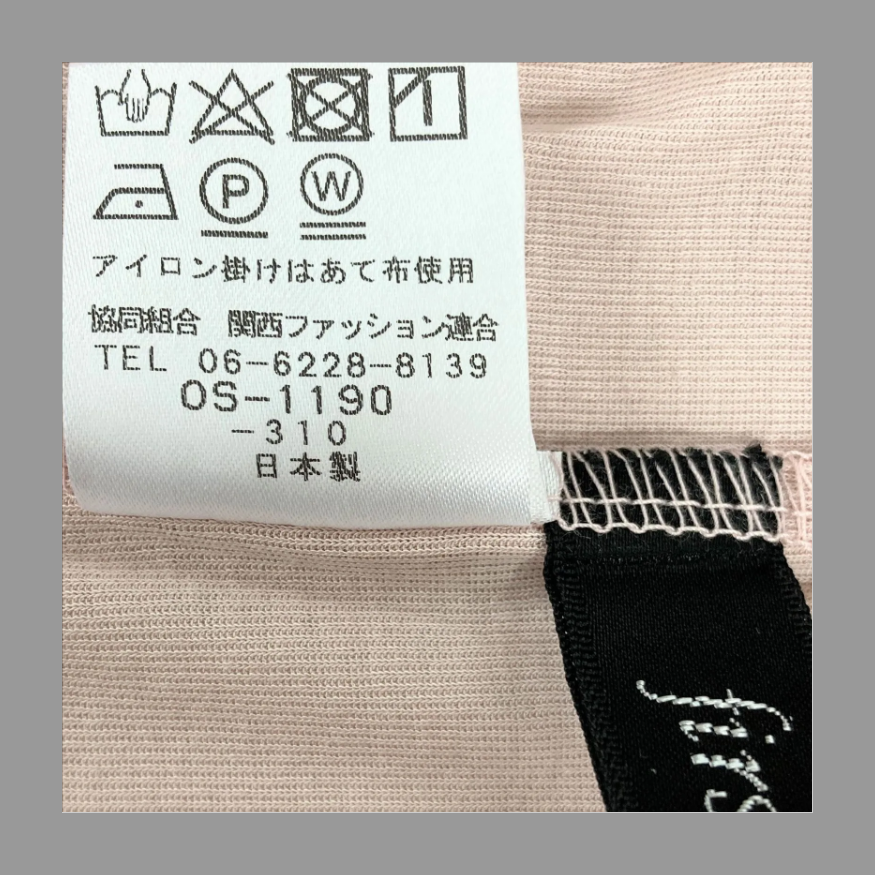 P W
アイロン掛けはあて布使用
協同組合 関西ファッション連合
TEL 06-6228-8139
OS-1190
-310
日本製